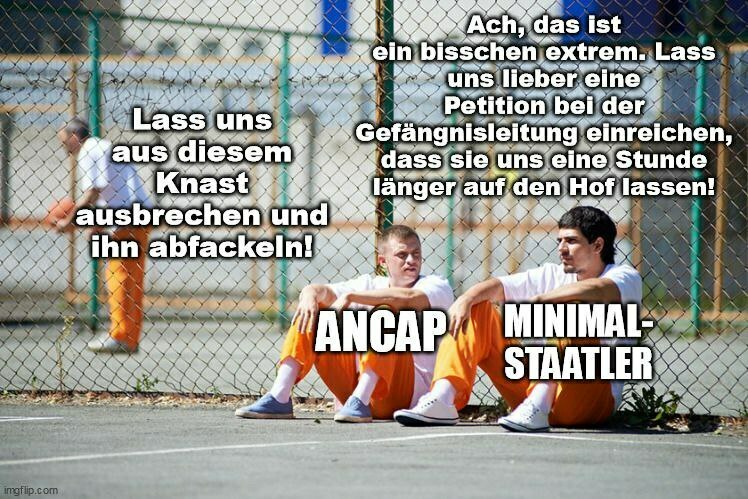 Lass uns
aus diesem
Knast
ausbrechen und
ihn abfackeln!
Ach, das ist
ein bisschen extrem. Lass
uns lieber eine
Petition bei der
Gefängnisleitung einreichen,
dass sie uns eine Stunde
länger auf den Hof lassen!
ANCAP
MINIMAL-
STAATLER
imgflip.com